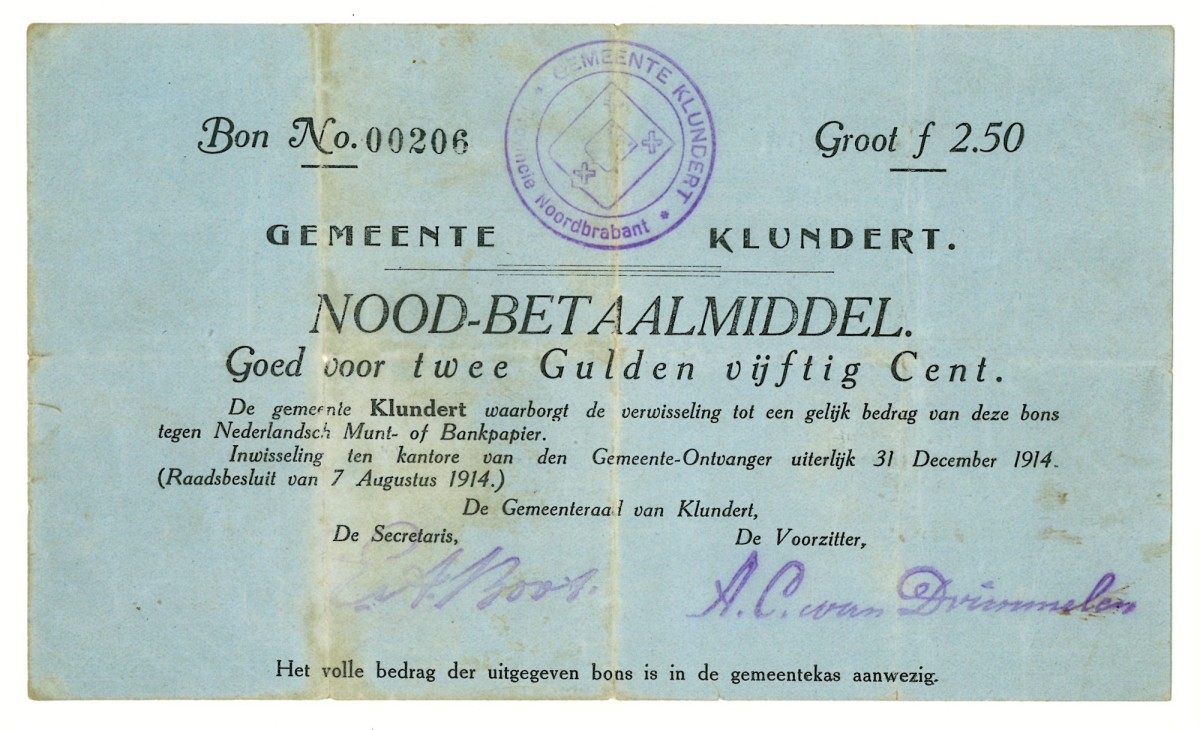 Bon No. 00206
Groot f 2.50
GEMEENTE KLUNDERT
Provincie Noordbrabant
GEMEENTE KLUNDERT.
NOOD-BETAALMIDDEL.
Goed voor twee Gulden vijftig Cent.
De gemeente Klundert waarborgt de verwisseling tot een gelijk bedrag van deze bons
tegen Nederlandsch Munt- of Bankpapier.
Inwisseling ten kantore van den Gemeente-Ontvanger uiterlijk 31 December 1914.
(Raadsbesluit van 7 Augustus 1914.)
De Gemeenteraad van Klundert,
De Secretaris,
De Voorzitter,
A. C. van Drimmelen
Het volle bedrag der uitgegeven bons is in de gemeentekas aanwezig.